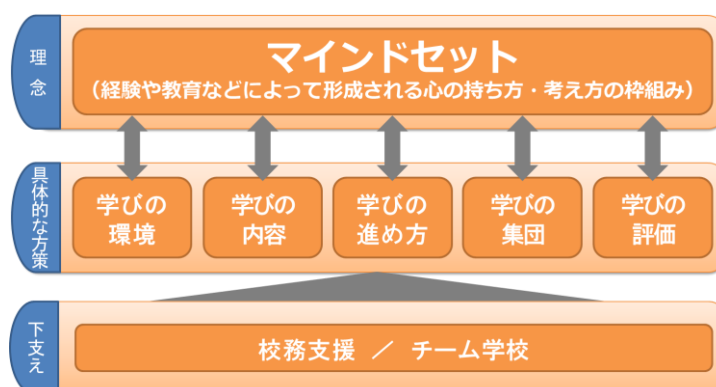 理念
マインドセット
(経験や教育などによって形成される心の持ち方・考え方の枠組み)
具体的な方策
学びの
環境
学びの
内容
学びの
進め方
学びの
集団
学びの
評価
下支え
校務支援 ／ チーム学校